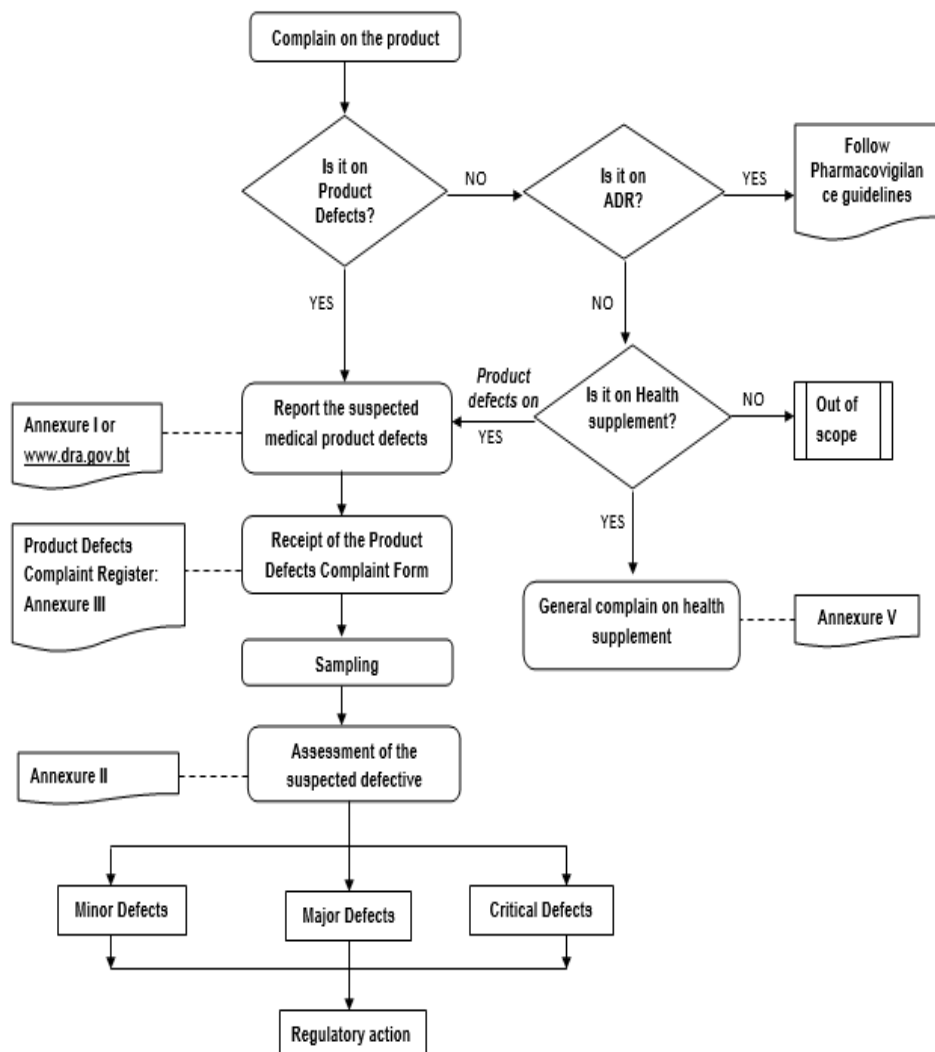 Complain on the product
Is it on
Product
Defects?
NO
Is it on
ADR?
YES
Follow
Pharmacovigilan
ce guidelines
YES
NO
Product
defects on
YES
Is it on Health
supplement?
NO
Out of
scope
Annexure I or
www.dra.gov.bt
Report the suspected
medical product defects
YES
Product Defects
Complaint Register:
Annexure III
Receipt of the Product
Defects Complaint Form
General complain on health
supplement
Annexure V
Sampling
Annexure II
Assessment of the
suspected defective
Minor Defects
Major Defects
Critical Defects
Regulatory action